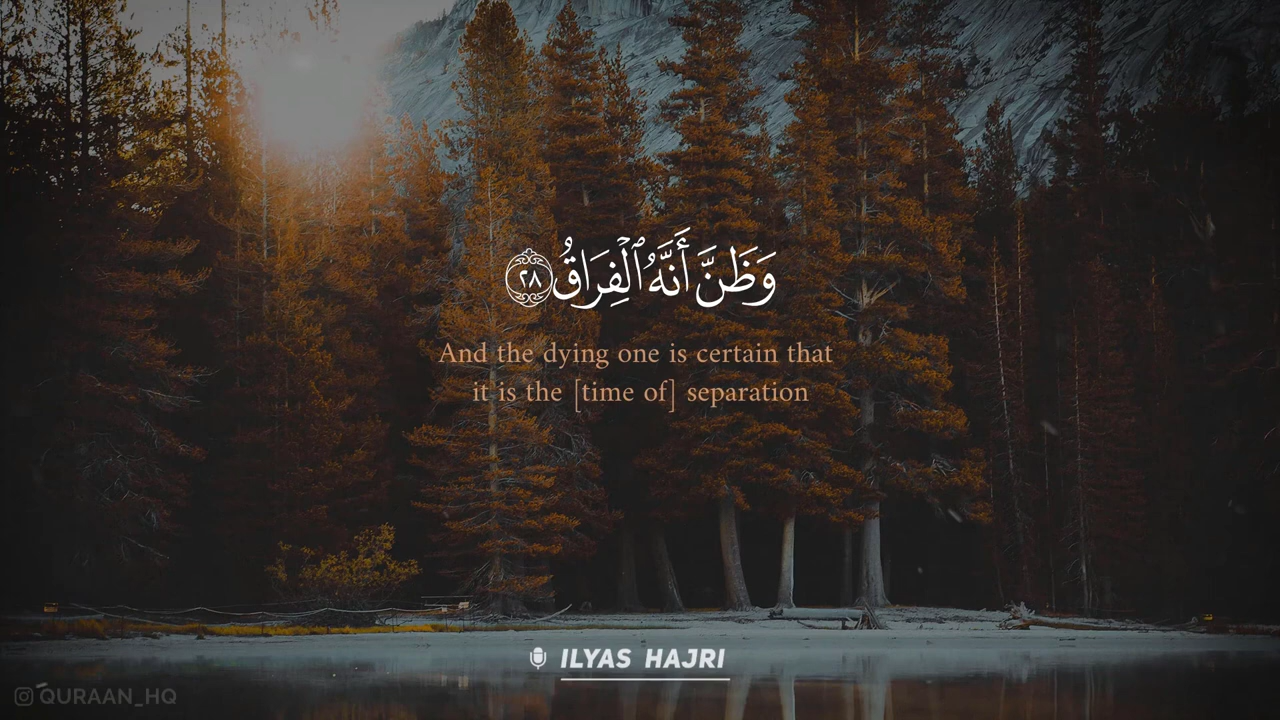 وَظَنَّ أَنَّهُ ٱلْفِرَاقُ ٢٨
And the dying one is certain that
it is the [time of] separation
ILYAS HAJRI
QURAAN_HQ